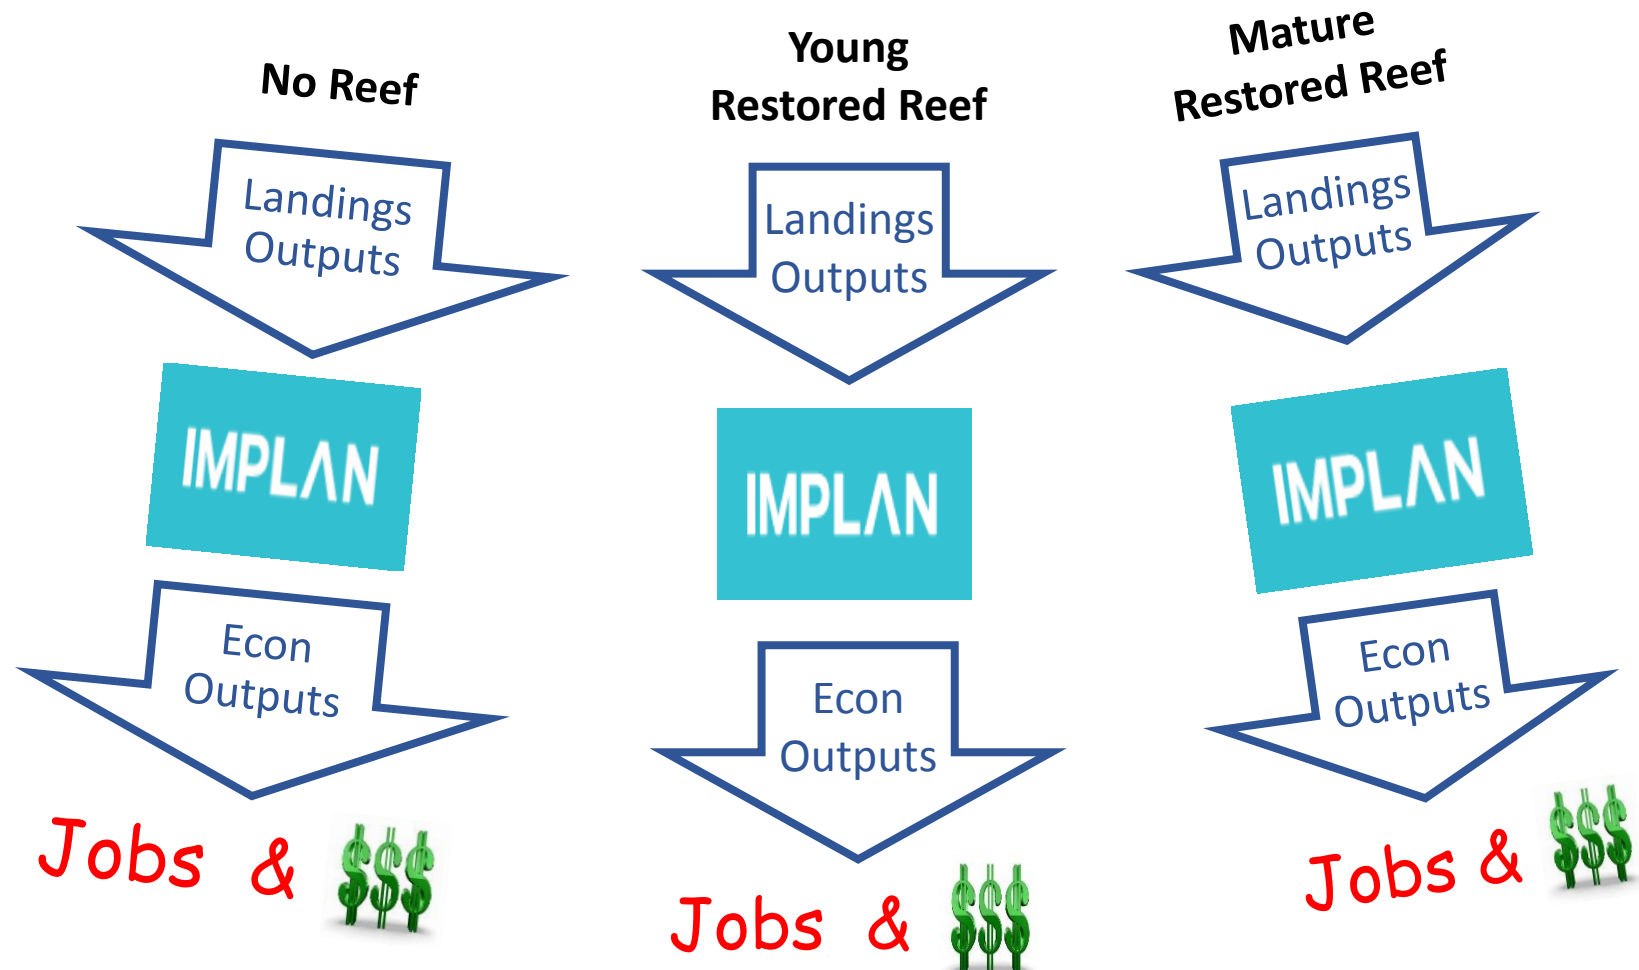 No Reef
Landings
Outputs
IMPLAN
Econ
Outputs
Jobs & $$$
Young
Restored Reef
Landings
Outputs
IMPLAN
Econ
Outputs
Jobs & $$$
Mature
Restored Reef
Landings
Outputs
IMPLAN
Econ
Outputs
Jobs & $$$